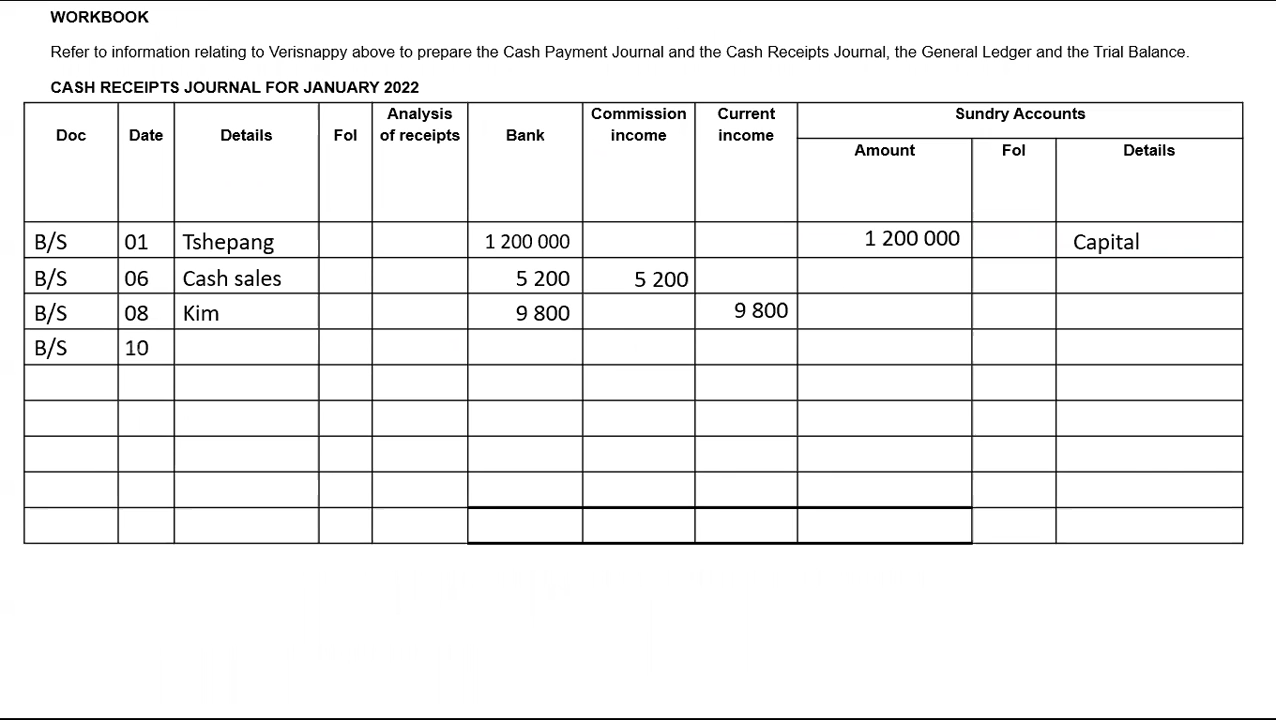 WORKBOOK
Refer to information relating to Verisnappy above to prepare the Cash Payment Journal and the Cash Receipts Journal, the General Ledger and the Trial Balance.
CASH RECEIPTS JOURNAL FOR JANUARY 2022
Doc Date Details Fol Analysis of receipts Bank Commission income Current income Sundry Accounts
Amount Fol Details
B/S 01 Tshepang 1 200 000 1 200 000 Capital
B/S 06 Cash sales 5 200 5 200
B/S 08 Kim 9 800 9 800
B/S 10